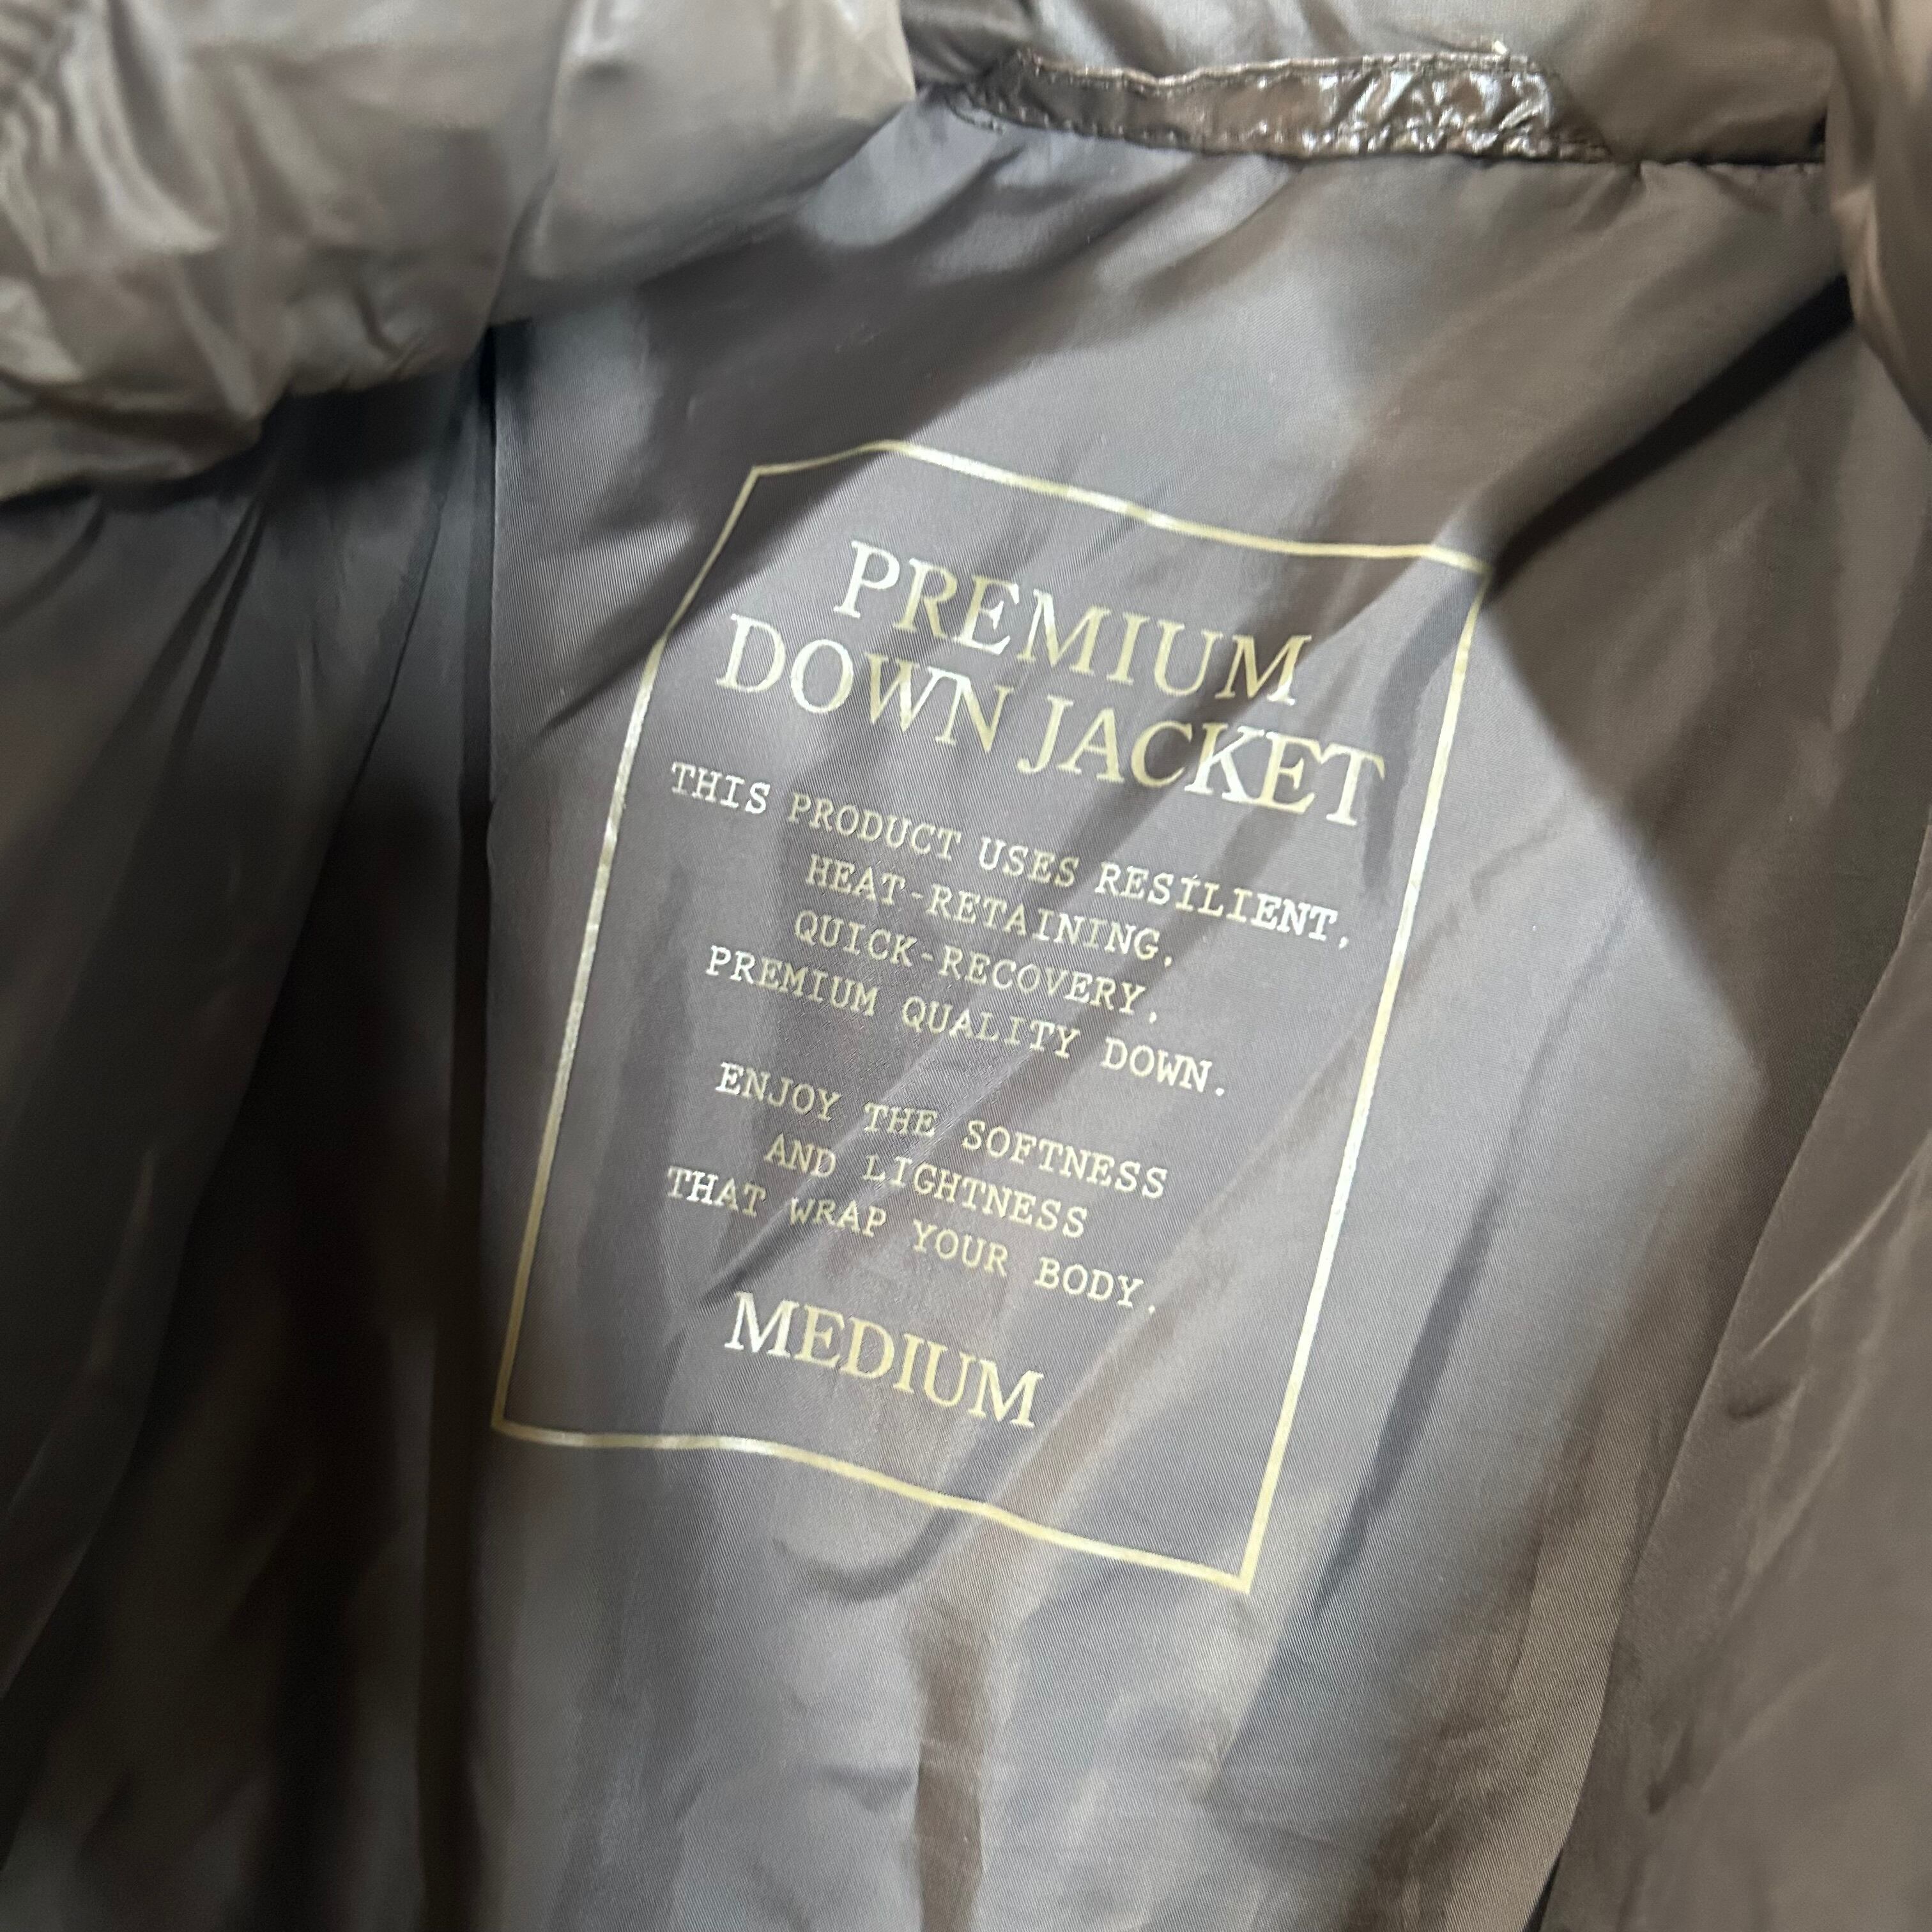 PREMIUM
DOWN JACKET
THIS PRODUCT USES RESILIENT,
HEAT-RETAINING,
QUICK-RECOVERY,
PREMIUM QUALITY DOWN.
ENJOY THE SOFTNESS
AND LIGHTNESS
THAT WRAP YOUR BODY.
MEDIUM